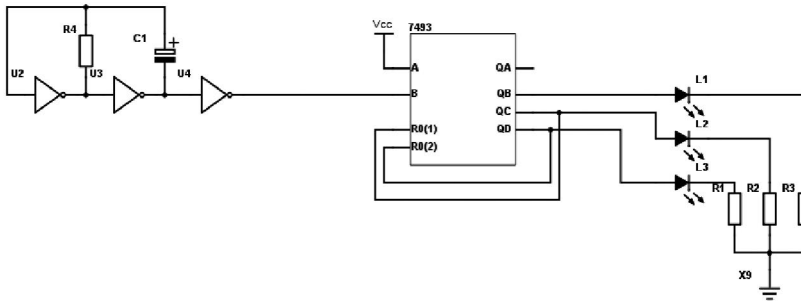 Vcc
7493
R4
C1
U2
U3
U4
A
QA
B
QB
QC
R0(1)
QD
R0(2)
L1
L2
L3
R1
R2
R3
X9